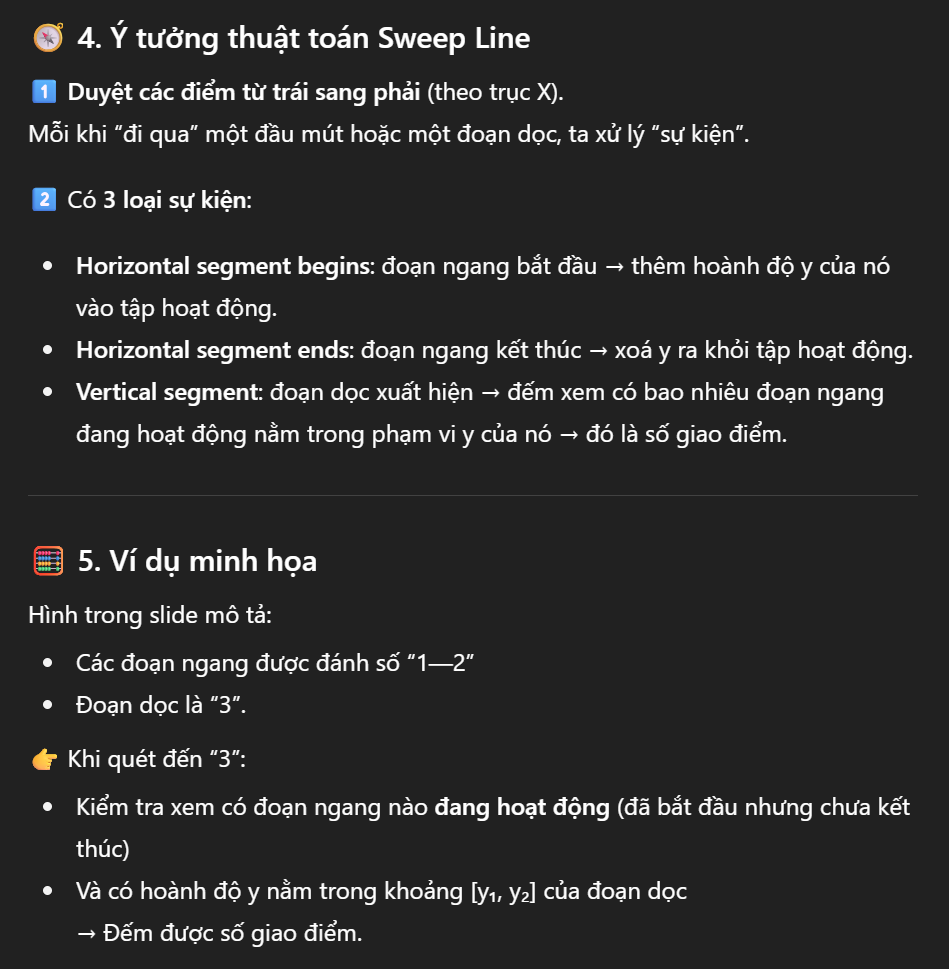 🧭 4. Ý tưởng thuật toán Sweep Line
1️⃣ Duyệt các điểm từ trái sang phải (theo trục X).
Mỗi khi “đi qua” một đầu mút hoặc một đoạn dọc, ta xử lý “sự kiện”.
2️⃣ Có 3 loại sự kiện:
• Horizontal segment begins: đoạn ngang bắt đầu → thêm hoành độ y của nó
vào tập hoạt động.
• Horizontal segment ends: đoạn ngang kết thúc → xoá y ra khỏi tập hoạt động.
• Vertical segment: đoạn dọc xuất hiện → đếm xem có bao nhiêu đoạn ngang
đang hoạt động nằm trong phạm vi y của nó → đó là số giao điểm.
🧮 5. Ví dụ minh họa
Hình trong slide mô tả:
• Các đoạn ngang được đánh số “1—2”
• Đoạn dọc là “3”.
👉 Khi quét đến “3”:
• Kiểm tra xem có đoạn ngang nào đang hoạt động (đã bắt đầu nhưng chưa kết
thúc)
• Và có hoành độ y nằm trong khoảng [y₁, y₂] của đoạn dọc
→ Đếm được số giao điểm.